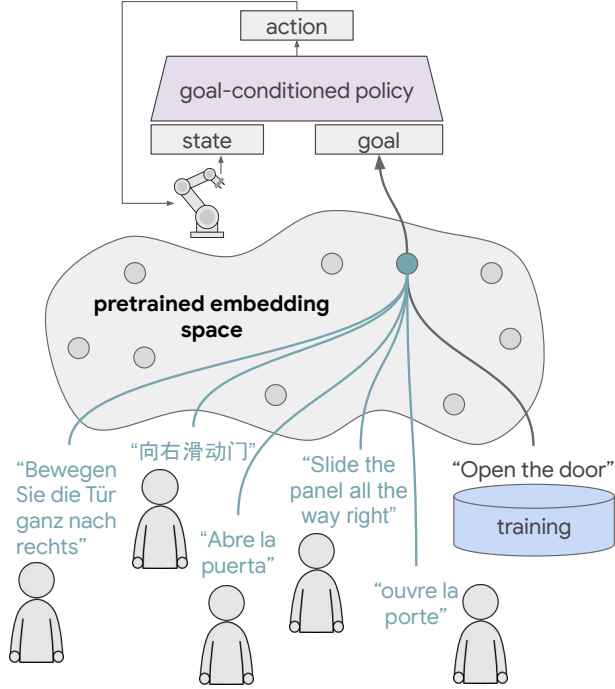 action
goal-conditioned policy
state
goal
pretrained embedding
space
“Bewegen
Sie die Tür
ganz nach
rechts”
“向右滑动门”
“Abre la
puerta”
“Slide the
panel all the
way right”
“ouvre la
porte”
“Open the door”
training